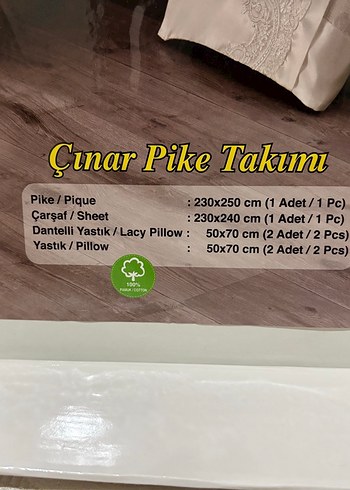 Çınar Pike Takımı
Pike / Pique : 230x250 cm (1 Adet / 1 Pc)
Çarşaf / Sheet : 230x240 cm (1 Adet / 1 Pc)
Dantelli Yastık / Lacy Pillow : 50x70 cm (2 Adet / 2 Pcs)
Yastık / Pillow : 50x70 cm (2 Adet / 2 Pcs)
100%
PAMUK / COTTON